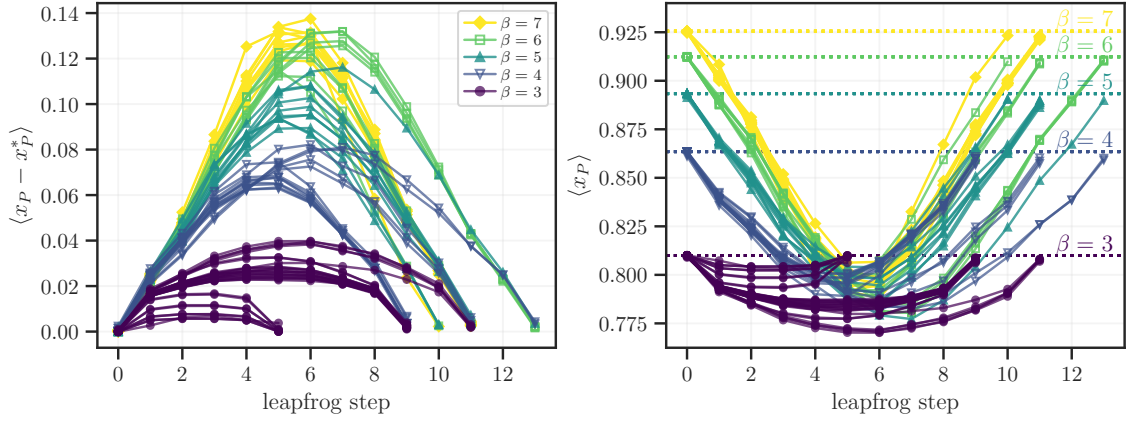 0.14
0.12
0.10
0.08
0.06
0.04
0.02
0.00
⟨x_P − x_P^*⟩
0 2 4 6 8 10 12
leapfrog step
β = 7
β = 6
β = 5
β = 4
β = 3
0.925
0.900
0.875
0.850
0.825
0.800
0.775
⟨x_P⟩
β = 7
β = 6
β = 5
β = 4
β = 3
0 2 4 6 8 10 12
leapfrog step